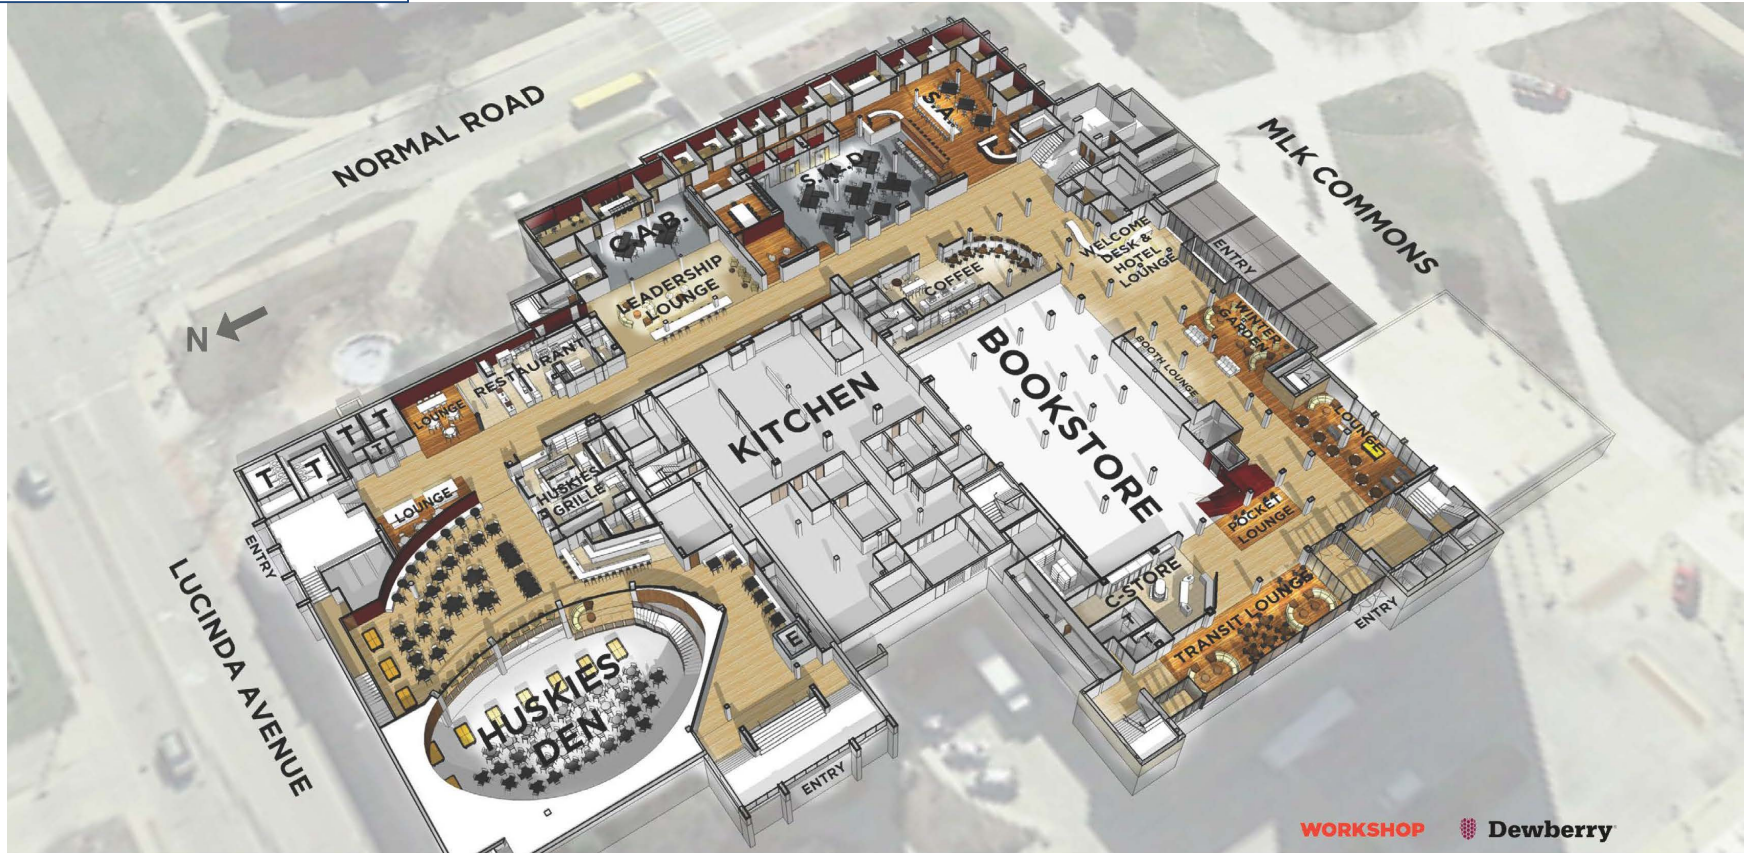 NORMAL ROAD
MLK COMMONS
S.A.
S.I.L.D.
C.A.B.
LEADERSHIP
LOUNGE
WELCOME
DESK &
HOTEL
LOUNGE
ENTRY
COFFEE
N
WINTER
GARDEN
BOOTH LOUNGE
BOOKSTORE
KITCHEN
RESTAURANT
LOUNGE
LOUNGE
T
T
T
T
T
LOUNGE
HUSKIES
GRILLE
POCKET
LOUNGE
ENTRY
LUCINDA AVENUE
C-STORE
TRANSIT LOUNGE
ENTRY
E
HUSKIES
DEN
ENTRY
WORKSHOP
Dewberry